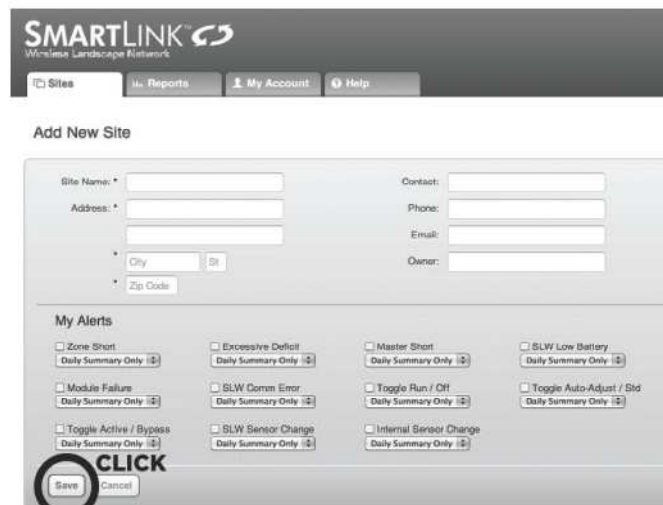 SMARTLINK™
Wireless Landscape Network
Sites
Reports
My Account
Help
Add New Site
Site Name: *
Contact:
Address: *
Phone:
Email:
* City St
Owner:
* Zip Code
My Alerts
Zone Short
Excessive Deficit
Master Short
SLW Low Battery
Daily Summary Only
Daily Summary Only
Daily Summary Only
Daily Summary Only
Module Failure
SLW Comm Error
Toggle Run / Off
Toggle Auto-Adjust / Std
Daily Summary Only
Daily Summary Only
Daily Summary Only
Daily Summary Only
Toggle Active / Bypass
SLW Sensor Change
Internal Sensor Change
Daily Summary Only
Daily Summary Only
Daily Summary Only
CLICK
Save
Cancel